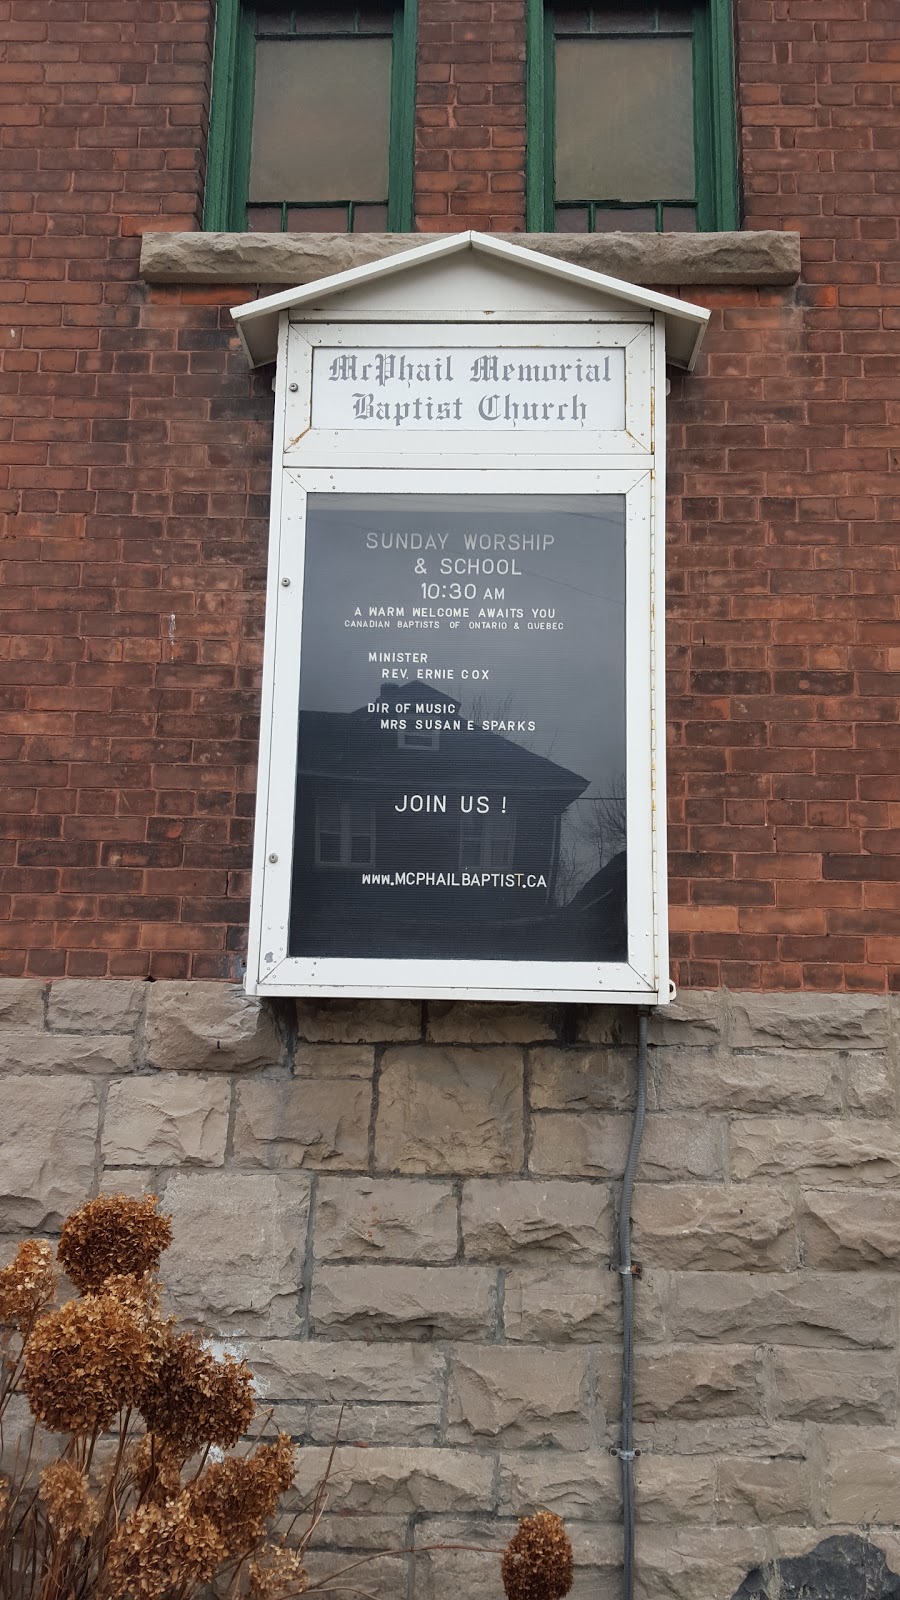 McPhail Memorial
Baptist Church
SUNDAY WORSHIP
& SCHOOL
10:30 AM
A WARM WELCOME AWAITS YOU
CANADIAN BAPTISTS OF ONTARIO & QUEBEC
MINISTER
REV. ERNIE COX
DIR OF MUSIC
MRS SUSAN E SPARKS
JOIN US !
WWW.MCPHAILBAPTIST.CA